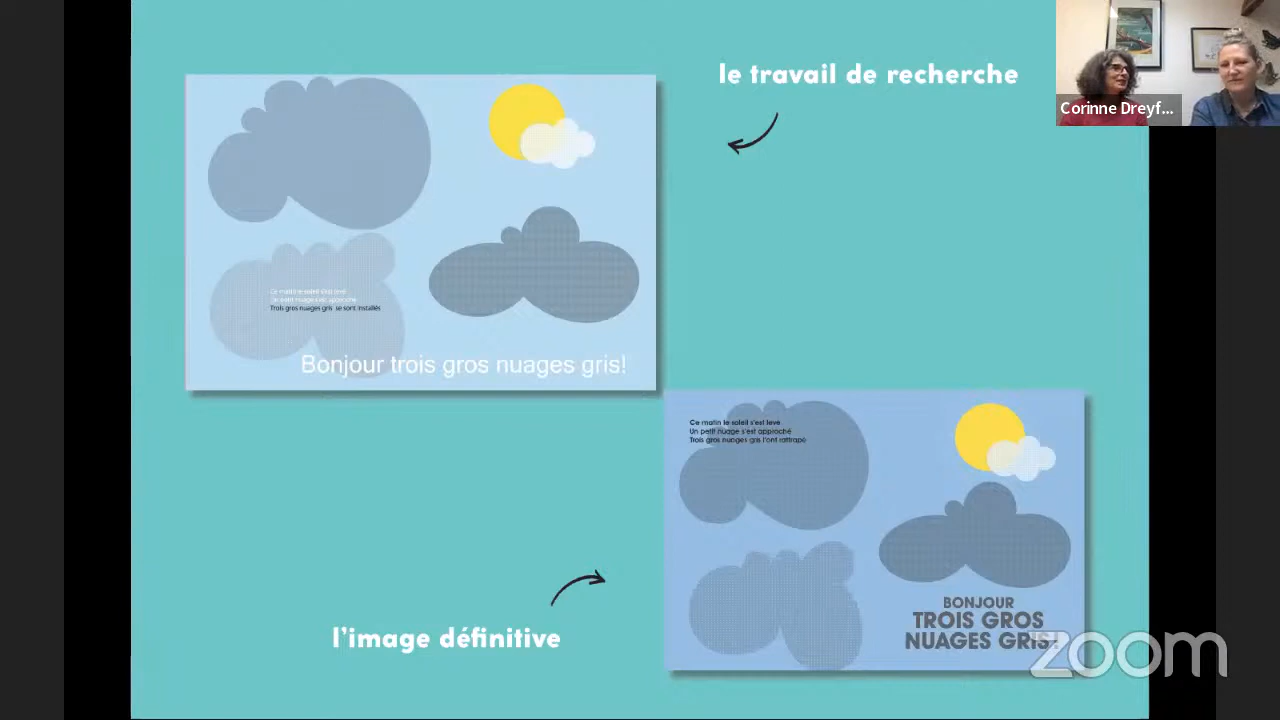 le travail de recherche
Corinne Dreyf...
Ce matin le soleil s'est levé
Un petit nuage s'est approché
Trois gros nuages gris se sont installés
Bonjour trois gros nuages gris!
Ce matin le soleil s'est levé
Un petit nuage s'est approché
Trois gros nuages gris l'ont rattrapé
BONJOUR
TROIS GROS
NUAGES GRIS!
l'image définitive
zoom